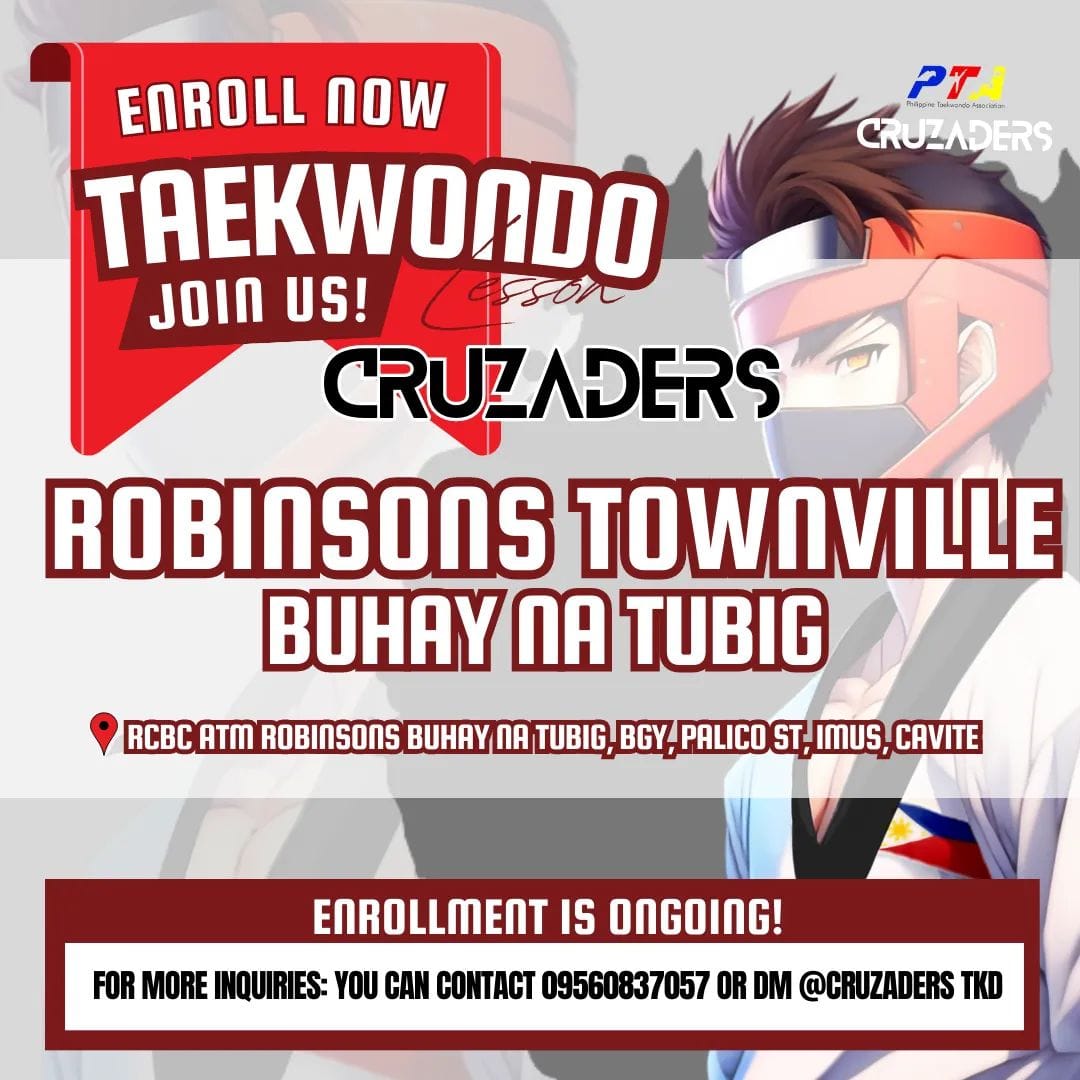 ENROLL NOW
PTA
Philippine Taekwondo Association
CRUZADERS
TAEKWONDO
Lesson
JOIN US!
CRUZADERS
ROBINSONS TOWNVILLE
BUHAY NA TUBIG
RCBC ATM ROBINSONS BUHAY NA TUBIG, BGY, PALICO ST, IMUS, CAVITE
ENROLLMENT IS ONGOING!
FOR MORE INQUIRIES: YOU CAN CONTACT 09560837057 OR DM @CRUZADERS TKD